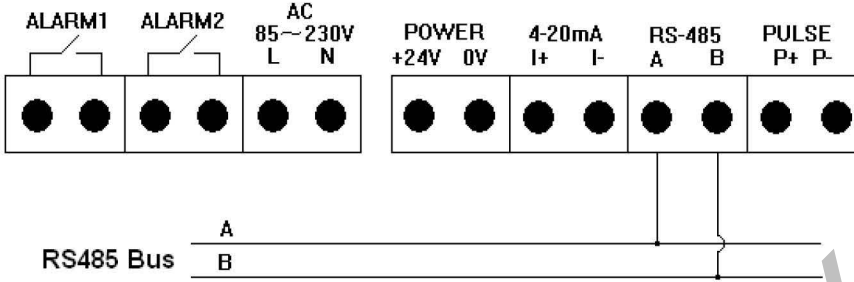 ALARM1 ALARM2 AC 85~230V POWER 4-20mA RS-485 PULSE
L N +24V 0V I+ I- A B P+ P-
A
RS485 Bus B